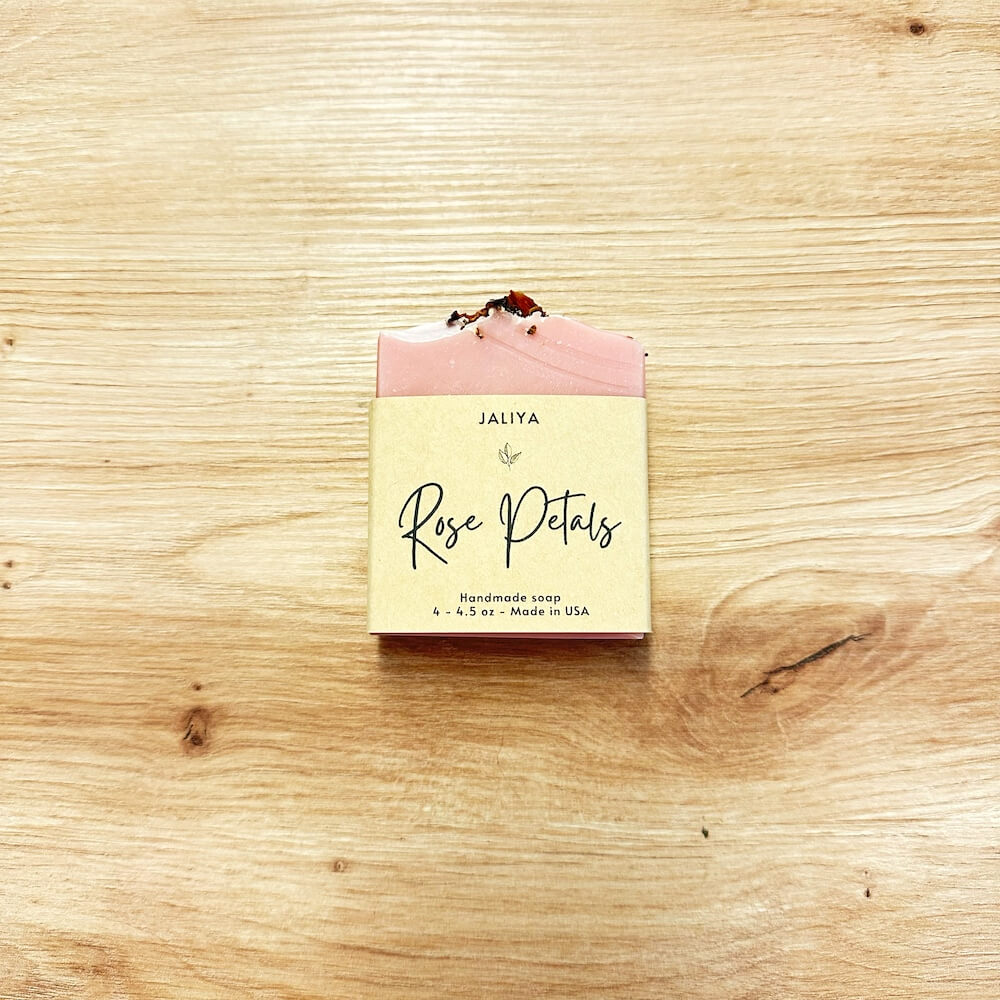 JALIYA
Rose Petals
Handmade soap
4 - 4.5 oz - Made in USA